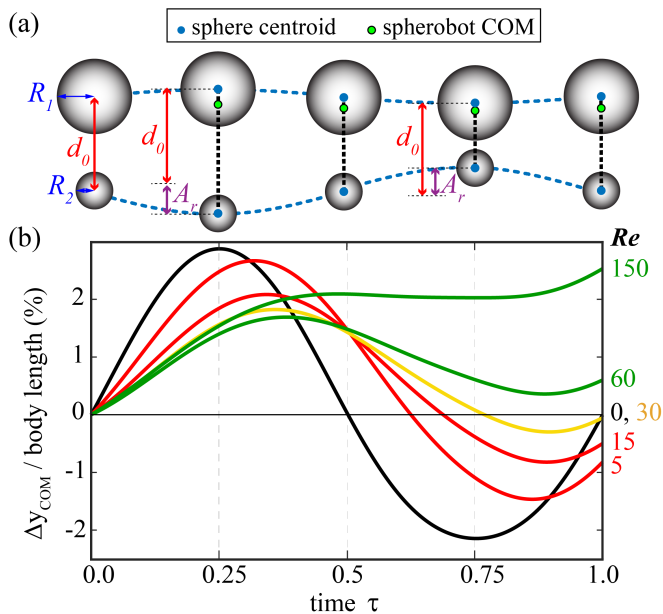 (a)
sphere centroid spherobot COM
R1
d0
R2
d0
Ar
d0
Ar
(b)
Re
Δy_COM / body length (%)
2
1
0
-1
-2
150
60
0, 30
15
5
0.0 0.25 0.5 0.75 1.0
time τ